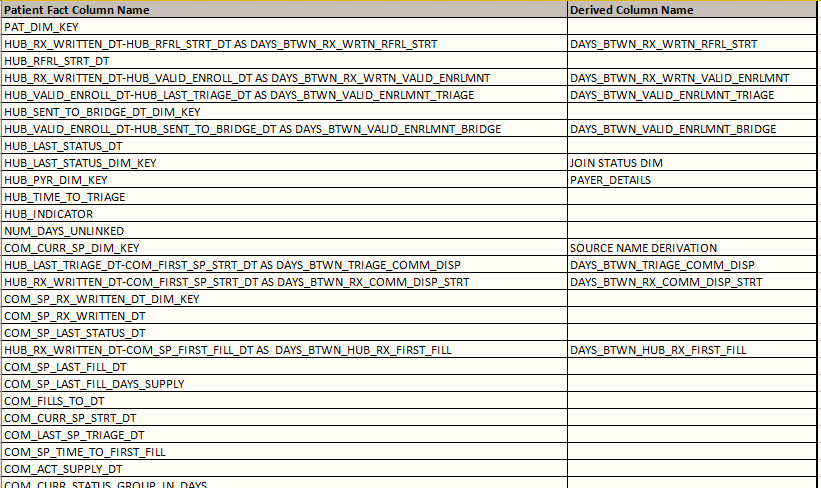 Patient Fact Column Name Derived Column Name
PAT_DIM_KEY
HUB_RX_WRITTEN_DT-HUB_RFRL_STRT_DT AS DAYS_BTWN_RX_WRTN_RFRL_STRT DAYS_BTWN_RX_WRTN_RFRL_STRT
HUB_RFRL_STRT_DT
HUB_RX_WRITTEN_DT-HUB_VALID_ENROLL_DT AS DAYS_BTWN_RX_WRTN_VALID_ENRLMNT DAYS_BTWN_RX_WRTN_VALID_ENRLMNT
HUB_VALID_ENROLL_DT-HUB_LAST_TRIAGE_DT AS DAYS_BTWN_VALID_ENRLMNT_TRIAGE DAYS_BTWN_VALID_ENRLMNT_TRIAGE
HUB_SENT_TO_BRIDGE_DT_DIM_KEY
HUB_VALID_ENROLL_DT-HUB_SENT_TO_BRIDGE_DT AS DAYS_BTWN_VALID_ENRLMNT_BRIDGE DAYS_BTWN_VALID_ENRLMNT_BRIDGE
HUB_LAST_STATUS_DT
HUB_LAST_STATUS_DIM_KEY JOIN STATUS DIM
HUB_PYR_DIM_KEY PAYER_DETAILS
HUB_TIME_TO_TRIAGE
HUB_INDICATOR
NUM_DAYS_UNLINKED
COM_CURR_SP_DIM_KEY SOURCE NAME DERIVATION
HUB_LAST_TRIAGE_DT-COM_FIRST_SP_STRT_DT AS DAYS_BTWN_TRIAGE_COMM_DISP DAYS_BTWN_TRIAGE_COMM_DISP
HUB_RX_WRITTEN_DT-COM_FIRST_SP_STRT_DT AS DAYS_BTWN_RX_COMM_DISP_STRT DAYS_BTWN_RX_COMM_DISP_STRT
COM_SP_RX_WRITTEN_DT_DIM_KEY
COM_SP_RX_WRITTEN_DT
COM_SP_LAST_STATUS_DT
HUB_RX_WRITTEN_DT-COM_SP_FIRST_FILL_DT AS  DAYS_BTWN_HUB_RX_FIRST_FILL DAYS_BTWN_HUB_RX_FIRST_FILL
COM_SP_LAST_FILL_DT
COM_SP_LAST_FILL_DAYS_SUPPLY
COM_FILLS_TO_DT
COM_CURR_SP_STRT_DT
COM_LAST_SP_TRIAGE_DT
COM_SP_TIME_TO_FIRST_FILL
COM_ACT_SUPPLY_DT
COM_CURR_STATUS_GROUP_IN_DAYS